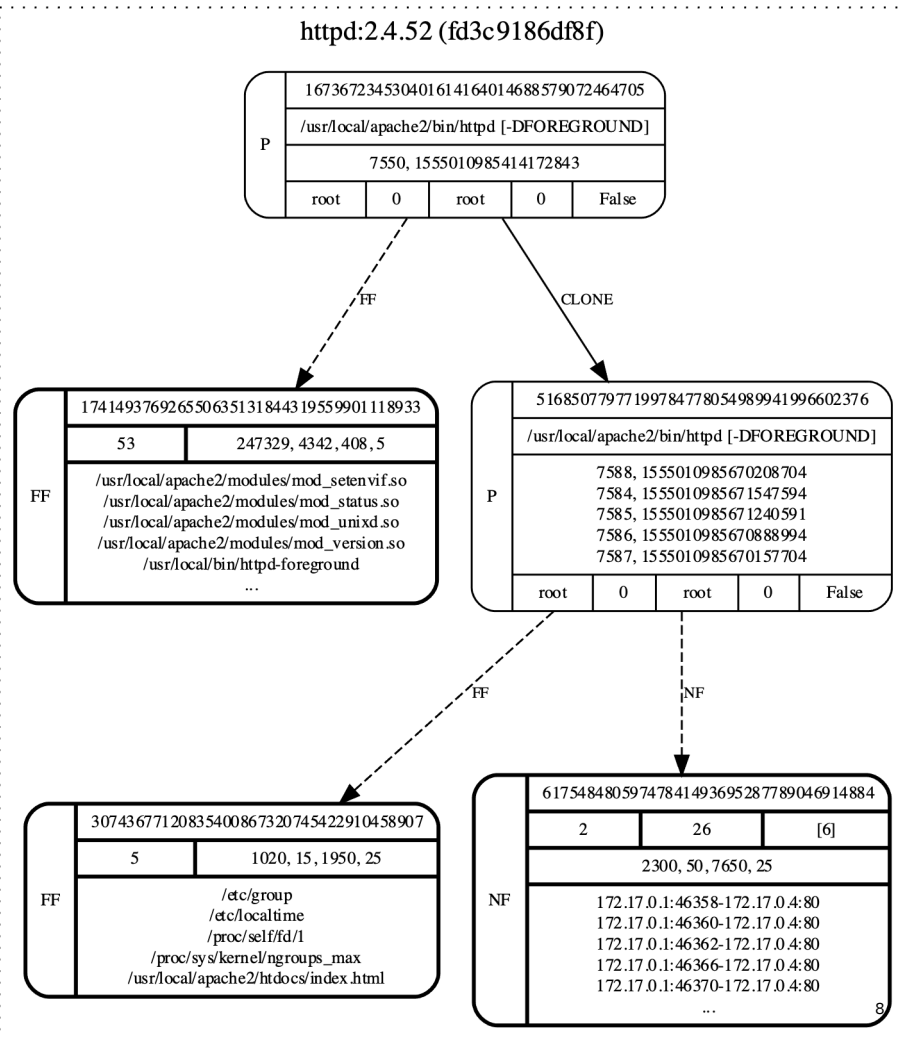 httpd:2.4.52 (fd3c9186df8f)
P
167367234530401614164014688579072464705
/usr/local/apache2/bin/httpd [-DFOREGROUND]
7550, 1555010985414172843
root 0 root 0 False
FF
CLONE
FF
174149376926550635131844319559901118933
53 247329, 4342, 408, 5
/usr/local/apache2/modules/mod_setenvif.so
/usr/local/apache2/modules/mod_status.so
/usr/local/apache2/modules/mod_unixd.so
/usr/local/apache2/modules/mod_version.so
/usr/local/bin/httpd-foreground
...
P
51685077977199784778054989941996602376
/usr/local/apache2/bin/httpd [-DFOREGROUND]
7588, 1555010985670208704
7584, 1555010985671547594
7585, 1555010985671240591
7586, 1555010985670888994
7587, 1555010985670157704
root 0 root 0 False
FF
NF
FF
307436771208354008673207454229104 58907
5 1020, 15, 1950, 25
/etc/group
/etc/localtime
/proc/self/fd/1
/proc/sys/kernel/ngroups_max
/usr/local/apache2/htdocs/index.html
NF
61754848059747841493695287789046914884
2 26 [6]
2300, 50, 7650, 25
172.17.0.1:46358-172.17.0.4:80
172.17.0.1:46360-172.17.0.4:80
172.17.0.1:46362-172.17.0.4:80
172.17.0.1:46366-172.17.0.4:80
172.17.0.1:46370-172.17.0.4:80
...
8